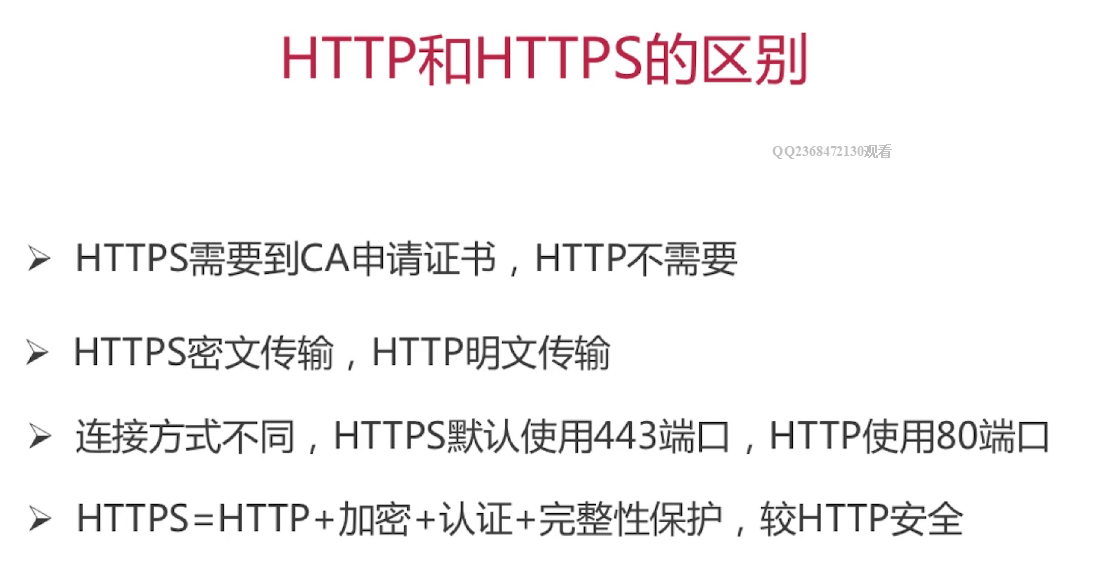 HTTP和HTTPS的区别
QQ2368472130观看
➢ HTTPS需要到CA申请证书，HTTP不需要
➢ HTTPS密文传输，HTTP明文传输
➢ 连接方式不同，HTTPS默认使用443端口，HTTP使用80端口
➢ HTTPS=HTTP+加密+认证+完整性保护，较HTTP安全